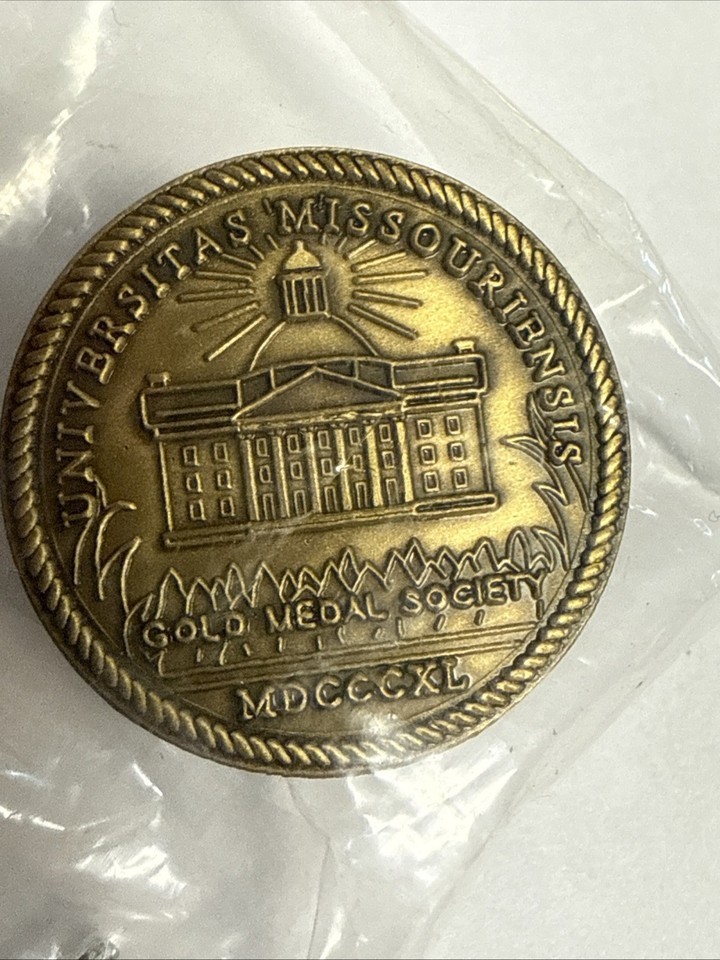 UNIVERSITAS MISSOURIENSIS
GOLD MEDAL SOCIETY
MDCCCXL